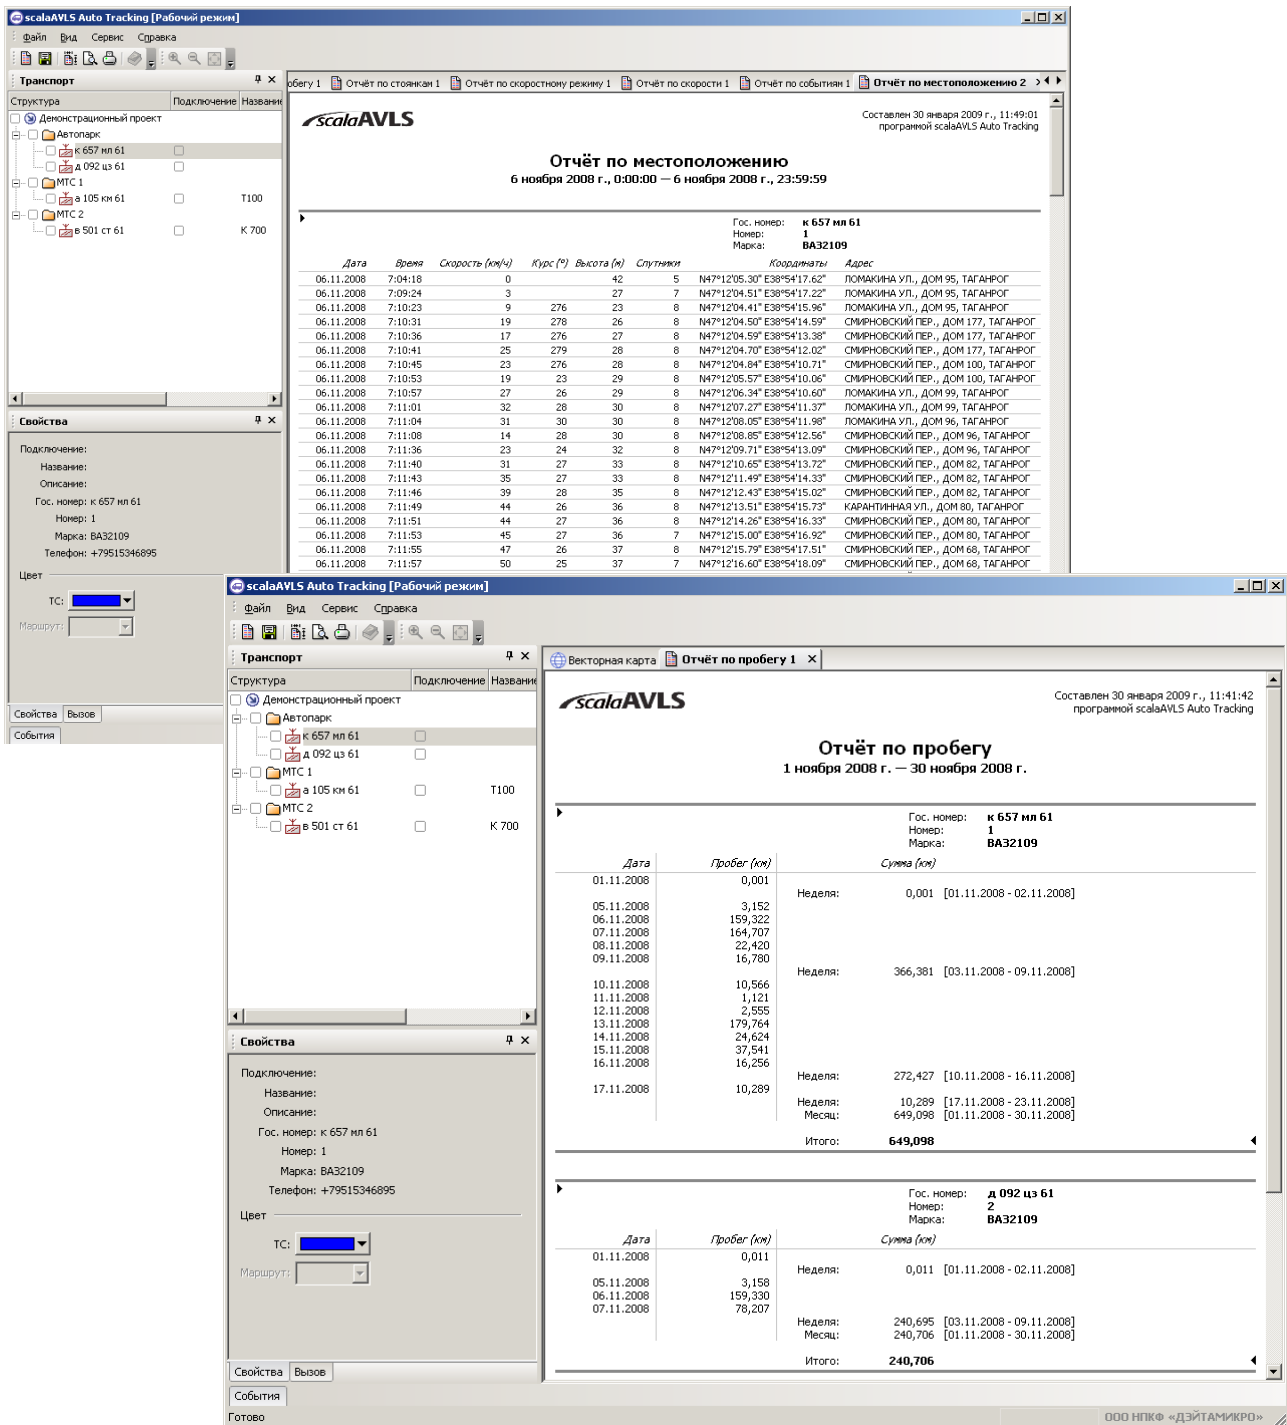 scalaAVLS Auto Tracking [Рабочий режим]
Файл Вид Сервис Справка
Транспорт
Структура Подключение Название
Демонстрационный проект
Автопарк
к 657 мл 61
д 092 цз 61
МТС 1
а 105 км 61 Т100
МТС 2
в 501 ст 61 К 700
Свойства
Подключение:
Название:
Описание:
Гос. номер: к 657 мл 61
Номер: 1
Марка: ВАЗ2109
Телефон: +79515346895
Цвет
ТС:
Маршрут:
Свойства Вызов
События
обегу 1 Отчёт по стоянкам 1 Отчёт по скоростному режиму 1 Отчёт по скорости 1 Отчёт по событиям 1 Отчёт по местоположению 2
scalaAVLS
Составлен 30 января 2009 г., 11:49:01
программой scalaAVLS Auto Tracking
Отчёт по местоположению
6 ноября 2008 г., 0:00:00 — 6 ноября 2008 г., 23:59:59
Гос. номер: к 657 мл 61
Номер: 1
Марка: ВАЗ2109
Дата Время Скорость (км/ч) Курс (°) Высота (м) Спутники Координаты Адрес
06.11.2008 7:04:18 0 42 5 N47°12'05.30" E38°54'17.62" ЛОМАКИНА УЛ., ДОМ 95, ТАГАНРОГ
06.11.2008 7:09:24 3 27 7 N47°12'04.51" E38°54'17.22" ЛОМАКИНА УЛ., ДОМ 95, ТАГАНРОГ
06.11.2008 7:10:23 9 276 23 8 N47°12'04.41" E38°54'15.96" ЛОМАКИНА УЛ., ДОМ 95, ТАГАНРОГ
06.11.2008 7:10:31 19 278 26 8 N47°12'04.50" E38°54'14.59" СМИРНОВСКИЙ ПЕР., ДОМ 177, ТАГАНРОГ
06.11.2008 7:10:36 17 276 27 8 N47°12'04.59" E38°54'13.38" СМИРНОВСКИЙ ПЕР., ДОМ 177, ТАГАНРОГ
06.11.2008 7:10:41 25 279 28 8 N47°12'04.70" E38°54'12.02" СМИРНОВСКИЙ ПЕР., ДОМ 177, ТАГАНРОГ
06.11.2008 7:10:45 23 276 28 8 N47°12'04.84" E38°54'10.71" СМИРНОВСКИЙ ПЕР., ДОМ 100, ТАГАНРОГ
06.11.2008 7:10:53 19 23 29 8 N47°12'05.57" E38°54'10.06" СМИРНОВСКИЙ ПЕР., ДОМ 100, ТАГАНРОГ
06.11.2008 7:10:57 27 26 29 8 N47°12'06.34" E38°54'10.60" ЛОМАКИНА УЛ., ДОМ 99, ТАГАНРОГ
06.11.2008 7:11:01 32 28 30 8 N47°12'07.27" E38°54'11.37" ЛОМАКИНА УЛ., ДОМ 99, ТАГАНРОГ
06.11.2008 7:11:04 31 30 30 8 N47°12'08.05" E38°54'11.98" ЛОМАКИНА УЛ., ДОМ 96, ТАГАНРОГ
06.11.2008 7:11:08 14 28 30 8 N47°12'08.85" E38°54'12.56" СМИРНОВСКИЙ ПЕР., ДОМ 96, ТАГАНРОГ
06.11.2008 7:11:36 23 24 32 8 N47°12'09.71" E38°54'13.09" СМИРНОВСКИЙ ПЕР., ДОМ 96, ТАГАНРОГ
06.11.2008 7:11:40 31 27 33 8 N47°12'10.65" E38°54'13.72" СМИРНОВСКИЙ ПЕР., ДОМ 82, ТАГАНРОГ
06.11.2008 7:11:43 35 27 33 8 N47°12'11.49" E38°54'14.33" СМИРНОВСКИЙ ПЕР., ДОМ 82, ТАГАНРОГ
06.11.2008 7:11:46 39 28 35 8 N47°12'12.43" E38°54'15.02" СМИРНОВСКИЙ ПЕР., ДОМ 82, ТАГАНРОГ
06.11.2008 7:11:49 44 26 36 8 N47°12'13.51" E38°54'15.73" КАРАНТИННАЯ УЛ., ДОМ 80, ТАГАНРОГ
06.11.2008 7:11:51 44 27 36 8 N47°12'14.26" E38°54'16.33" СМИРНОВСКИЙ ПЕР., ДОМ 80, ТАГАНРОГ
06.11.2008 7:11:53 45 27 36 7 N47°12'15.00" E38°54'16.92" СМИРНОВСКИЙ ПЕР., ДОМ 80, ТАГАНРОГ
06.11.2008 7:11:55 47 26 37 8 N47°12'15.79" E38°54'17.51" СМИРНОВСКИЙ ПЕР., ДОМ 68, ТАГАНРОГ
06.11.2008 7:11:57 50 25 37 7 N47°12'16.60" E38°54'18.09" СМИРНОВСКИЙ ПЕР., ДОМ 68, ТАГАНРОГ
scalaAVLS Auto Tracking [Рабочий режим]
Файл Вид Сервис Справка
Транспорт
Структура Подключение Название
Демонстрационный проект
Автопарк
к 657 мл 61
д 092 цз 61
МТС 1
а 105 км 61 Т100
МТС 2
в 501 ст 61 К 700
Свойства
Подключение:
Название:
Описание:
Гос. номер: к 657 мл 61
Номер: 1
Марка: ВАЗ2109
Телефон: +79515346895
Цвет
ТС:
Маршрут:
Свойства Вызов
События
Готово
Векторная карта Отчёт по пробегу 1
scalaAVLS
Составлен 30 января 2009 г., 11:41:42
программой scalaAVLS Auto Tracking
Отчёт по пробегу
1 ноября 2008 г. — 30 ноября 2008 г.
Гос. номер: к 657 мл 61
Номер: 1
Марка: ВАЗ2109
Дата Пробег (км) Сумма (км)
01.11.2008 0,001
Неделя: 0,001 [01.11.2008 - 02.11.2008]
05.11.2008 3,152
06.11.2008 159,322
07.11.2008 164,707
08.11.2008 22,420
09.11.2008 16,780
Неделя: 366,381 [03.11.2008 - 09.11.2008]
10.11.2008 10,566
11.11.2008 1,121
12.11.2008 2,555
13.11.2008 179,764
14.11.2008 24,624
15.11.2008 37,541
16.11.2008 16,256
Неделя: 272,427 [10.11.2008 - 16.11.2008]
17.11.2008 10,289
Неделя: 10,289 [17.11.2008 - 23.11.2008]
Месяц: 649,098 [01.11.2008 - 30.11.2008]
Итого: 649,098
Гос. номер: д 092 цз 61
Номер: 2
Марка: ВАЗ2109
Дата Пробег (км) Сумма (км)
01.11.2008 0,011
Неделя: 0,011 [01.11.2008 - 02.11.2008]
05.11.2008 3,158
06.11.2008 159,330
07.11.2008 78,207
Неделя: 240,695 [03.11.2008 - 09.11.2008]
Месяц: 240,706 [01.11.2008 - 30.11.2008]
Итого: 240,706
ООО НПКФ «ДЭЙТАМИКРО»